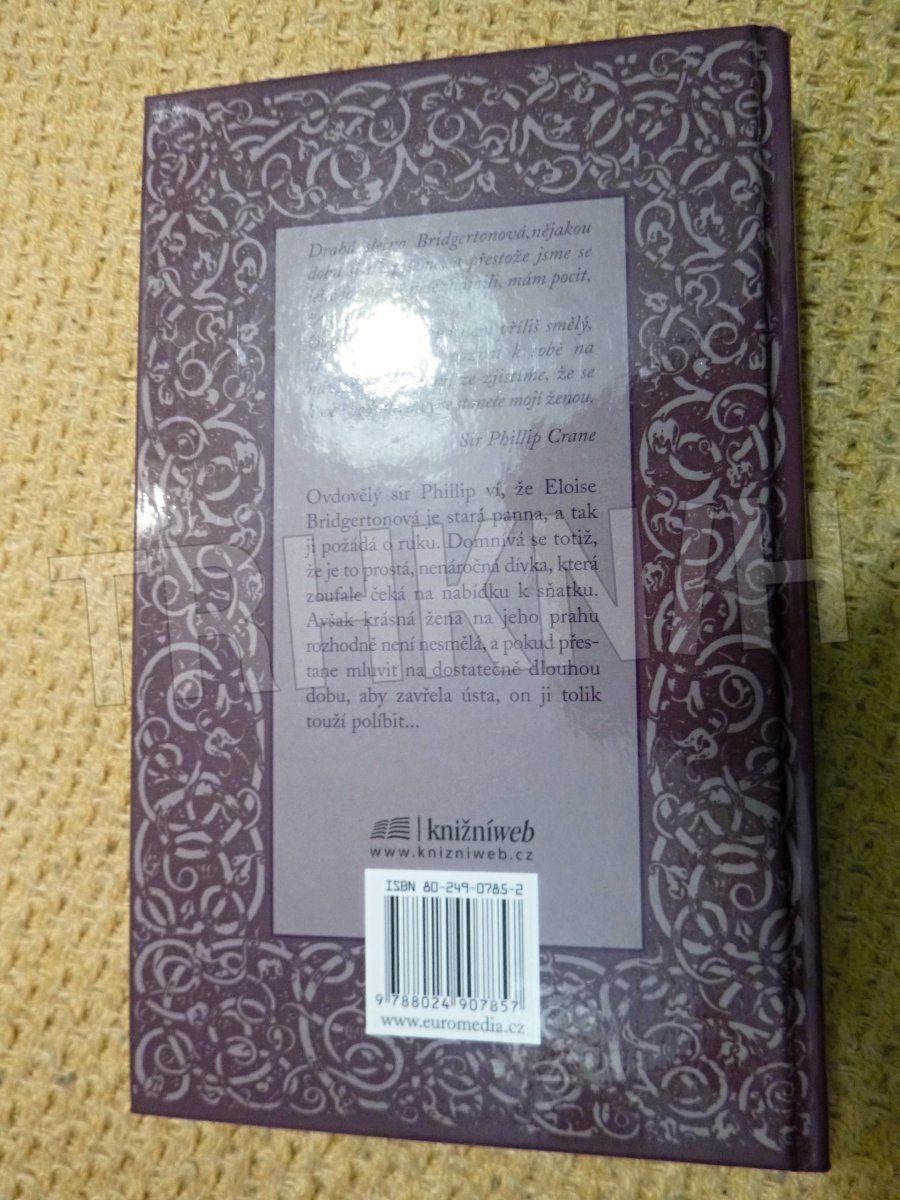 Drahá slečno Bridgertonová, nějakou
dobu přestože jsme se
mám pocit,
příliš smělý,
k sobě na
že zjistíme, že se
stanete mojí ženou.
Sir Phillip Crane
Ovdovělý sir Phillip ví, že Eloise
Bridgertonová je stará panna, a tak
ji požádá o ruku. Domnívá se totiž,
že je to prostá, nenáročná dívka, která
zoufale čeká na nabídku k sňatku.
Avšak krásná žena na jeho prahu
rozhodně není nesmělá, a pokud přes-
tane mluvit na dostatečně dlouhou
dobu, aby zavřela ústa, on ji tolik
touží políbit...
knižníweb
www.knizniweb.cz
ISBN 80-249-0785-2
9 788024 907857
www.euromedia.cz
TRHKNIH